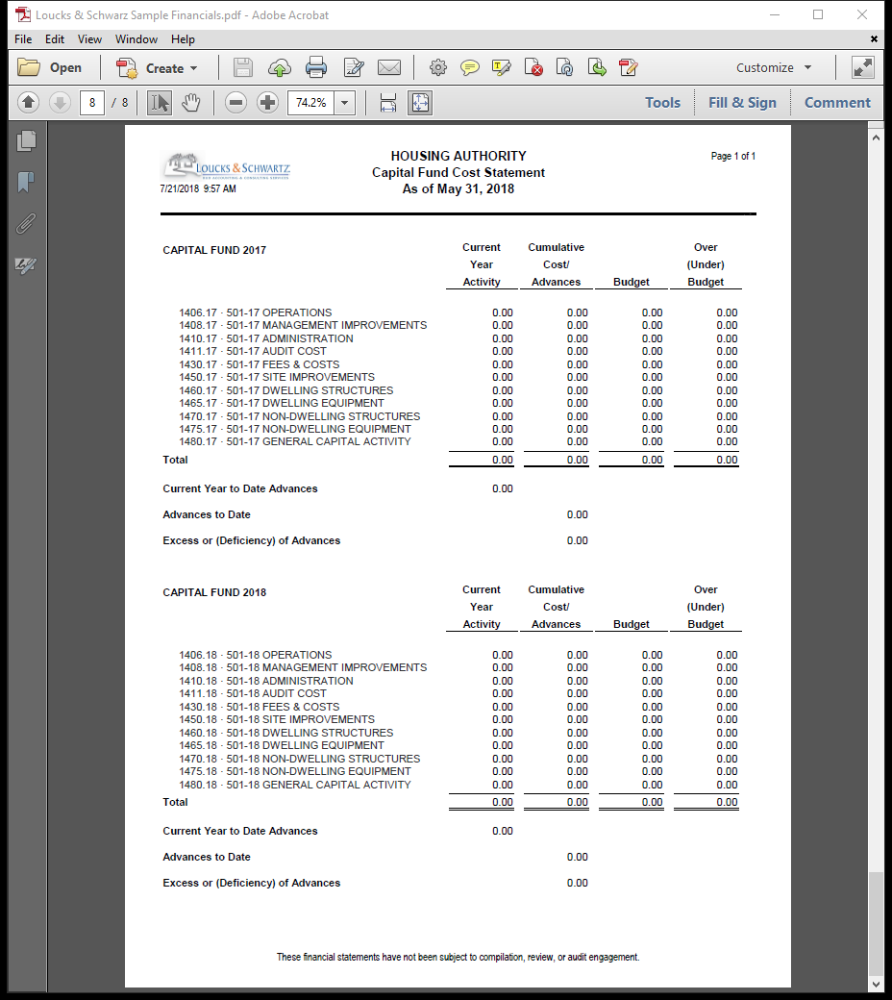 Loucks & Schwarz Sample Financials.pdf - Adobe Acrobat
File Edit View Window Help
Open Create Customize
8 / 8 74.2% Tools Fill & Sign Comment
LOUCKS & SCHWARTZ
7/21/2018 9:57 AM
HOUSING AUTHORITY
Capital Fund Cost Statement
As of May 31, 2018
Page 1 of 1
CAPITAL FUND 2017
Current Cumulative Over
Year Cost/ (Under)
Activity Advances Budget Budget
1406.17 · 501-17 OPERATIONS 0.00 0.00 0.00 0.00
1408.17 · 501-17 MANAGEMENT IMPROVEMENTS 0.00 0.00 0.00 0.00
1410.17 · 501-17 ADMINISTRATION 0.00 0.00 0.00 0.00
1411.17 · 501-17 AUDIT COST 0.00 0.00 0.00 0.00
1430.17 · 501-17 FEES & COSTS 0.00 0.00 0.00 0.00
1450.17 · 501-17 SITE IMPROVEMENTS 0.00 0.00 0.00 0.00
1460.17 · 501-17 DWELLING STRUCTURES 0.00 0.00 0.00 0.00
1465.17 · 501-17 DWELLING EQUIPMENT 0.00 0.00 0.00 0.00
1470.17 · 501-17 NON-DWELLING STRUCTURES 0.00 0.00 0.00 0.00
1475.17 · 501-17 NON-DWELLING EQUIPMENT 0.00 0.00 0.00 0.00
1480.17 · 501-17 GENERAL CAPITAL ACTIVITY 0.00 0.00 0.00 0.00
Total 0.00 0.00 0.00 0.00
Current Year to Date Advances 0.00
Advances to Date 0.00
Excess or (Deficiency) of Advances 0.00
CAPITAL FUND 2018
Current Cumulative Over
Year Cost/ (Under)
Activity Advances Budget Budget
1406.18 · 501-18 OPERATIONS 0.00 0.00 0.00 0.00
1408.18 · 501-18 MANAGEMENT IMPROVEMENTS 0.00 0.00 0.00 0.00
1410.18 · 501-18 ADMINISTRATION 0.00 0.00 0.00 0.00
1411.18 · 501-18 AUDIT COST 0.00 0.00 0.00 0.00
1430.18 · 501-18 FEES & COSTS 0.00 0.00 0.00 0.00
1450.18 · 501-18 SITE IMPROVEMENTS 0.00 0.00 0.00 0.00
1460.18 · 501-18 DWELLING STRUCTURES 0.00 0.00 0.00 0.00
1465.18 · 501-18 DWELLING EQUIPMENT 0.00 0.00 0.00 0.00
1470.18 · 501-18 NON-DWELLING STRUCTURES 0.00 0.00 0.00 0.00
1475.18 · 501-18 NON-DWELLING EQUIPMENT 0.00 0.00 0.00 0.00
1480.18 · 501-18 GENERAL CAPITAL ACTIVITY 0.00 0.00 0.00 0.00
Total 0.00 0.00 0.00 0.00
Current Year to Date Advances 0.00
Advances to Date 0.00
Excess or (Deficiency) of Advances 0.00
These financial statements have not been subject to compilation, review, or audit engagement.